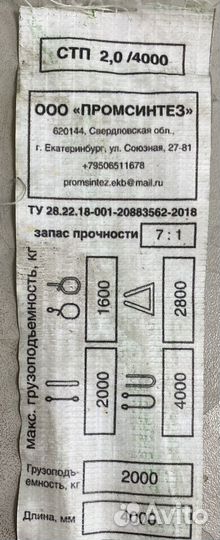 СТП 2,0 /4000
ООО «ПРОМСИНТЕЗ»
620144, Свердловская обл.,
г. Екатеринбург, ул. Союзная, 27-81
+79506511678
promsintez.ekb@mail.ru
ТУ 28.22.18-001-20883562-2018
запас прочности 7 : 1
макс. грузоподъемность, кг
1600
2800
2000
4000
Грузоподъ-
емность, кг
2000
Длина, мм
Avito